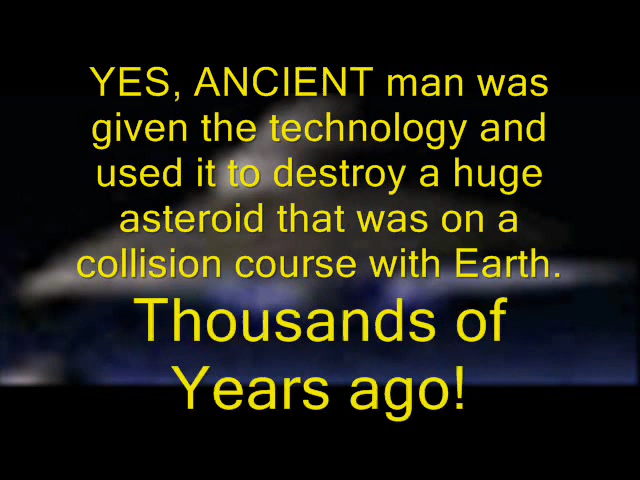 YES, ANCIENT man was
given the technology and
used it to destroy a huge
asteroid that was on a
collision course with Earth.
Thousands of
Years ago!